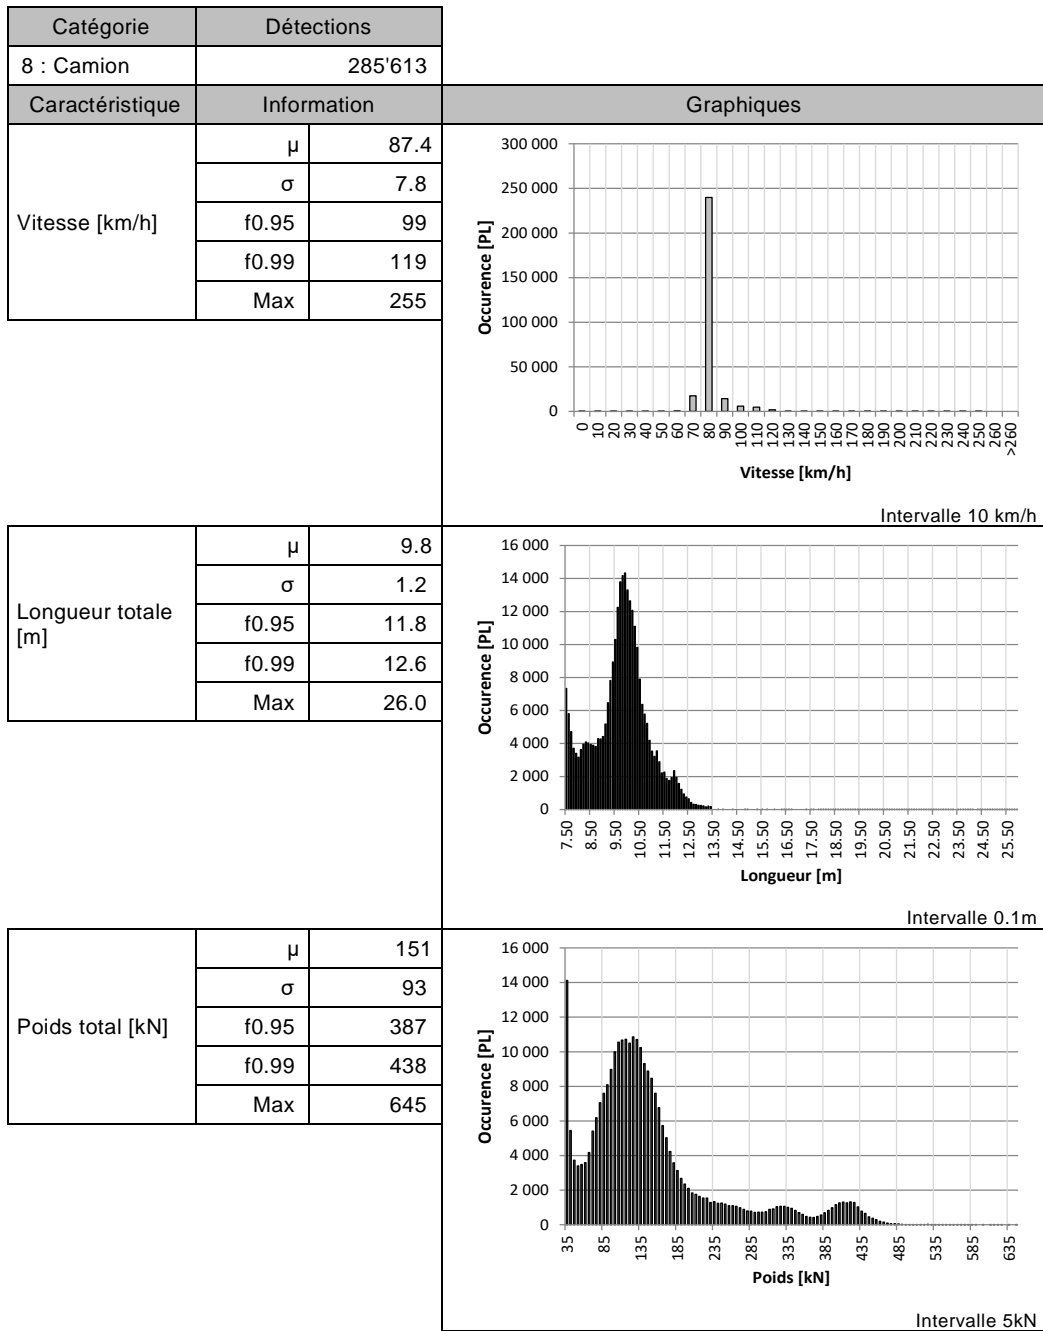 Catégorie Détections
8 : Camion 285'613
Caractéristique Information Graphiques
Vitesse [km/h]
µ 87.4
σ 7.8
f0.95 99
f0.99 119
Max 255
300 000
250 000
200 000
150 000
100 000
50 000
0
Occurence [PL]
0 10 20 30 40 50 60 70 80 90 100 110 120 130 140 150 160 170 180 190 200 210 220 230 240 250 260 >260
Vitesse [km/h]
Intervalle 10 km/h
Longueur totale
[m]
µ 9.8
σ 1.2
f0.95 11.8
f0.99 12.6
Max 26.0
16 000
14 000
12 000
10 000
8 000
6 000
4 000
2 000
0
Occurence [PL]
7.50 8.50 9.50 10.50 11.50 12.50 13.50 14.50 15.50 16.50 17.50 18.50 19.50 20.50 21.50 22.50 23.50 24.50 25.50
Longueur [m]
Intervalle 0.1m
Poids total [kN]
µ 151
σ 93
f0.95 387
f0.99 438
Max 645
16 000
14 000
12 000
10 000
8 000
6 000
4 000
2 000
0
Occurence [PL]
35 85 135 185 235 285 335 385 435 485 535 585 635
Poids [kN]
Intervalle 5kN